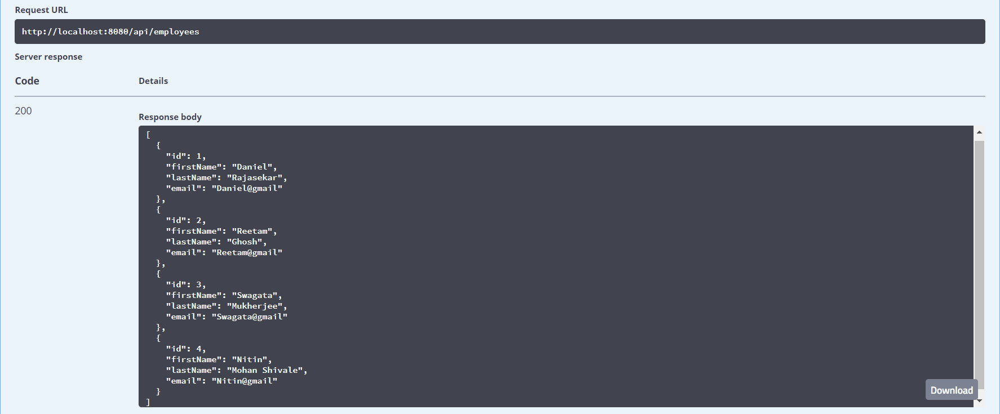 Request URL
http://localhost:8080/api/employees
Server response
Code Details
200
Response body
[
  {
    "id": 1,
    "firstName": "Daniel",
    "lastName": "Rajasekar",
    "email": "Daniel@gmail"
  },
  {
    "id": 2,
    "firstName": "Reetam",
    "lastName": "Ghosh",
    "email": "Reetam@gmail"
  },
  {
    "id": 3,
    "firstName": "Swagata",
    "lastName": "Mukherjee",
    "email": "Swagata@gmail"
  },
  {
    "id": 4,
    "firstName": "Nitin",
    "lastName": "Mohan Shivale",
    "email": "Nitin@gmail"
  }
]
Download